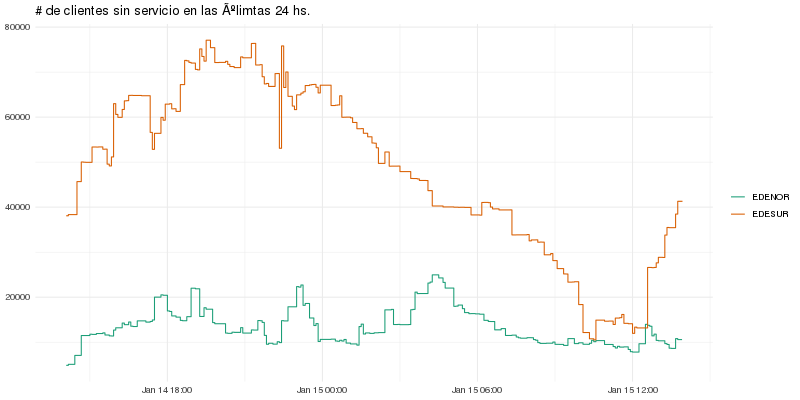 # de clientes sin servicio en las Ãºlimtas 24 hs.
80000
60000
40000
20000
Jan 14 18:00
Jan 15 00:00
Jan 15 06:00
Jan 15 12:00
EDENOR
EDESUR